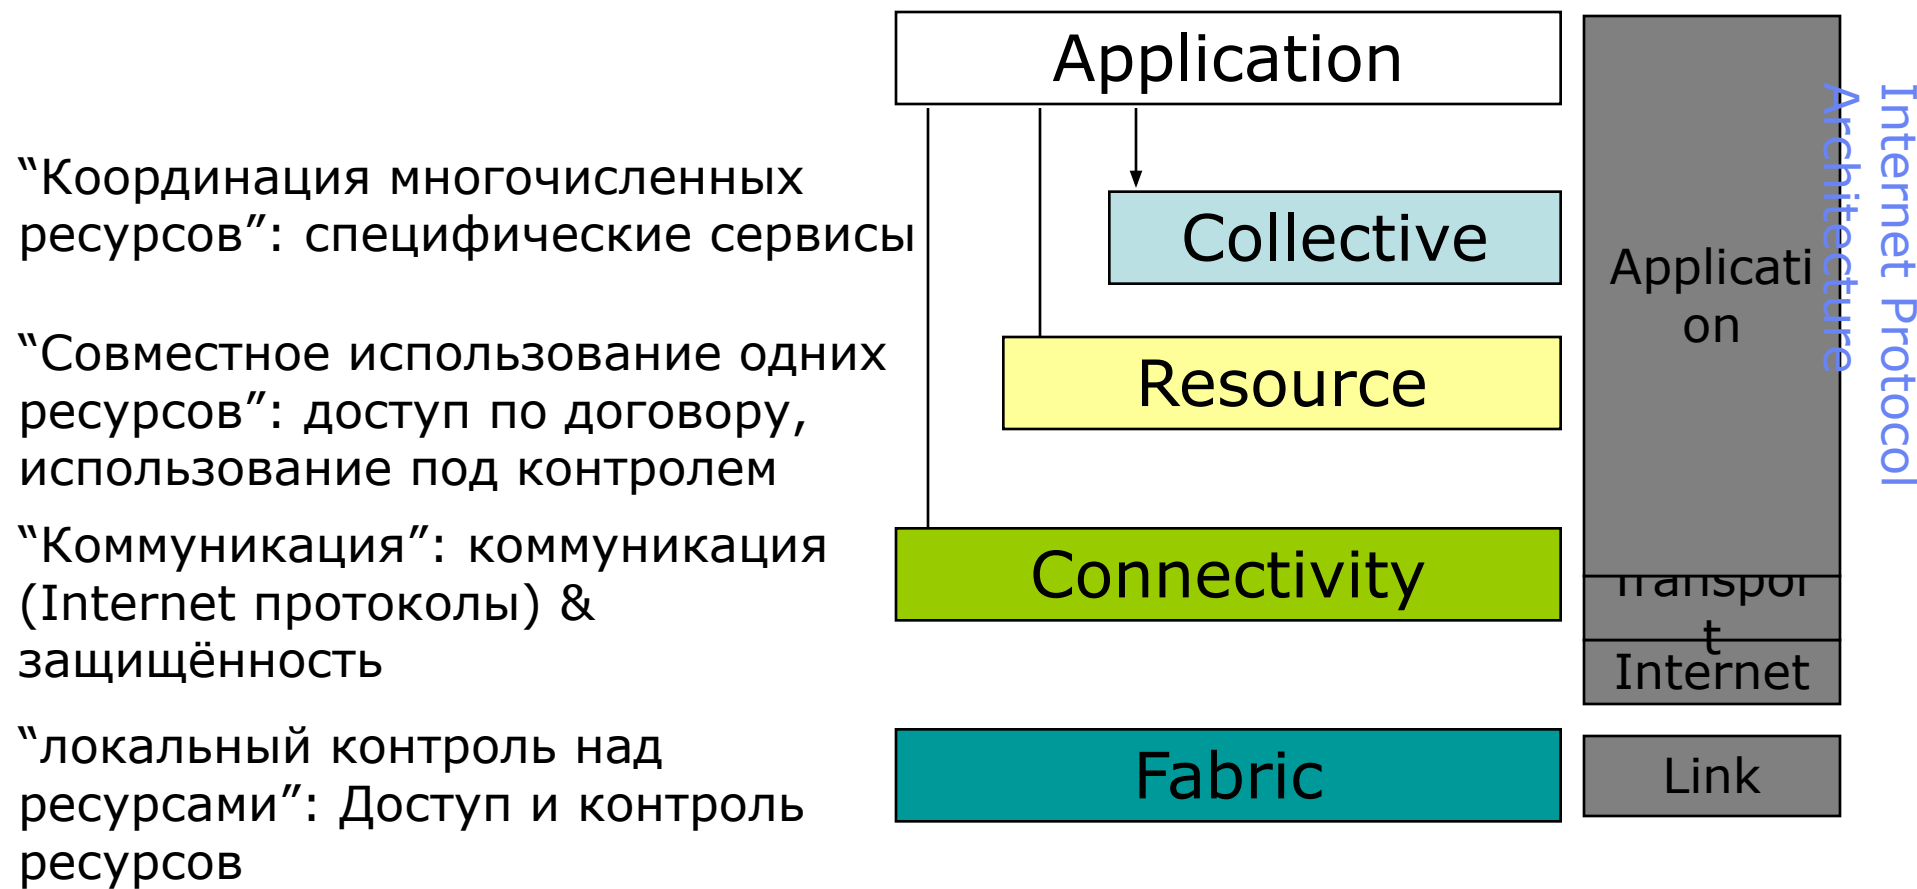 Application
“Координация многочисленных
ресурсов”: специфические сервисы
Collective
“Совместное использование одних
ресурсов”: доступ по договору,
использование под контролем
Resource
“Коммуникация”: коммуникация
(Internet протоколы) &
защищённость
Connectivity
“локальный контроль над
ресурсами”: Доступ и контроль
ресурсов
Fabric
Applicati
on
Transpor
t
Internet
Link
Internet Protocol
Architecture